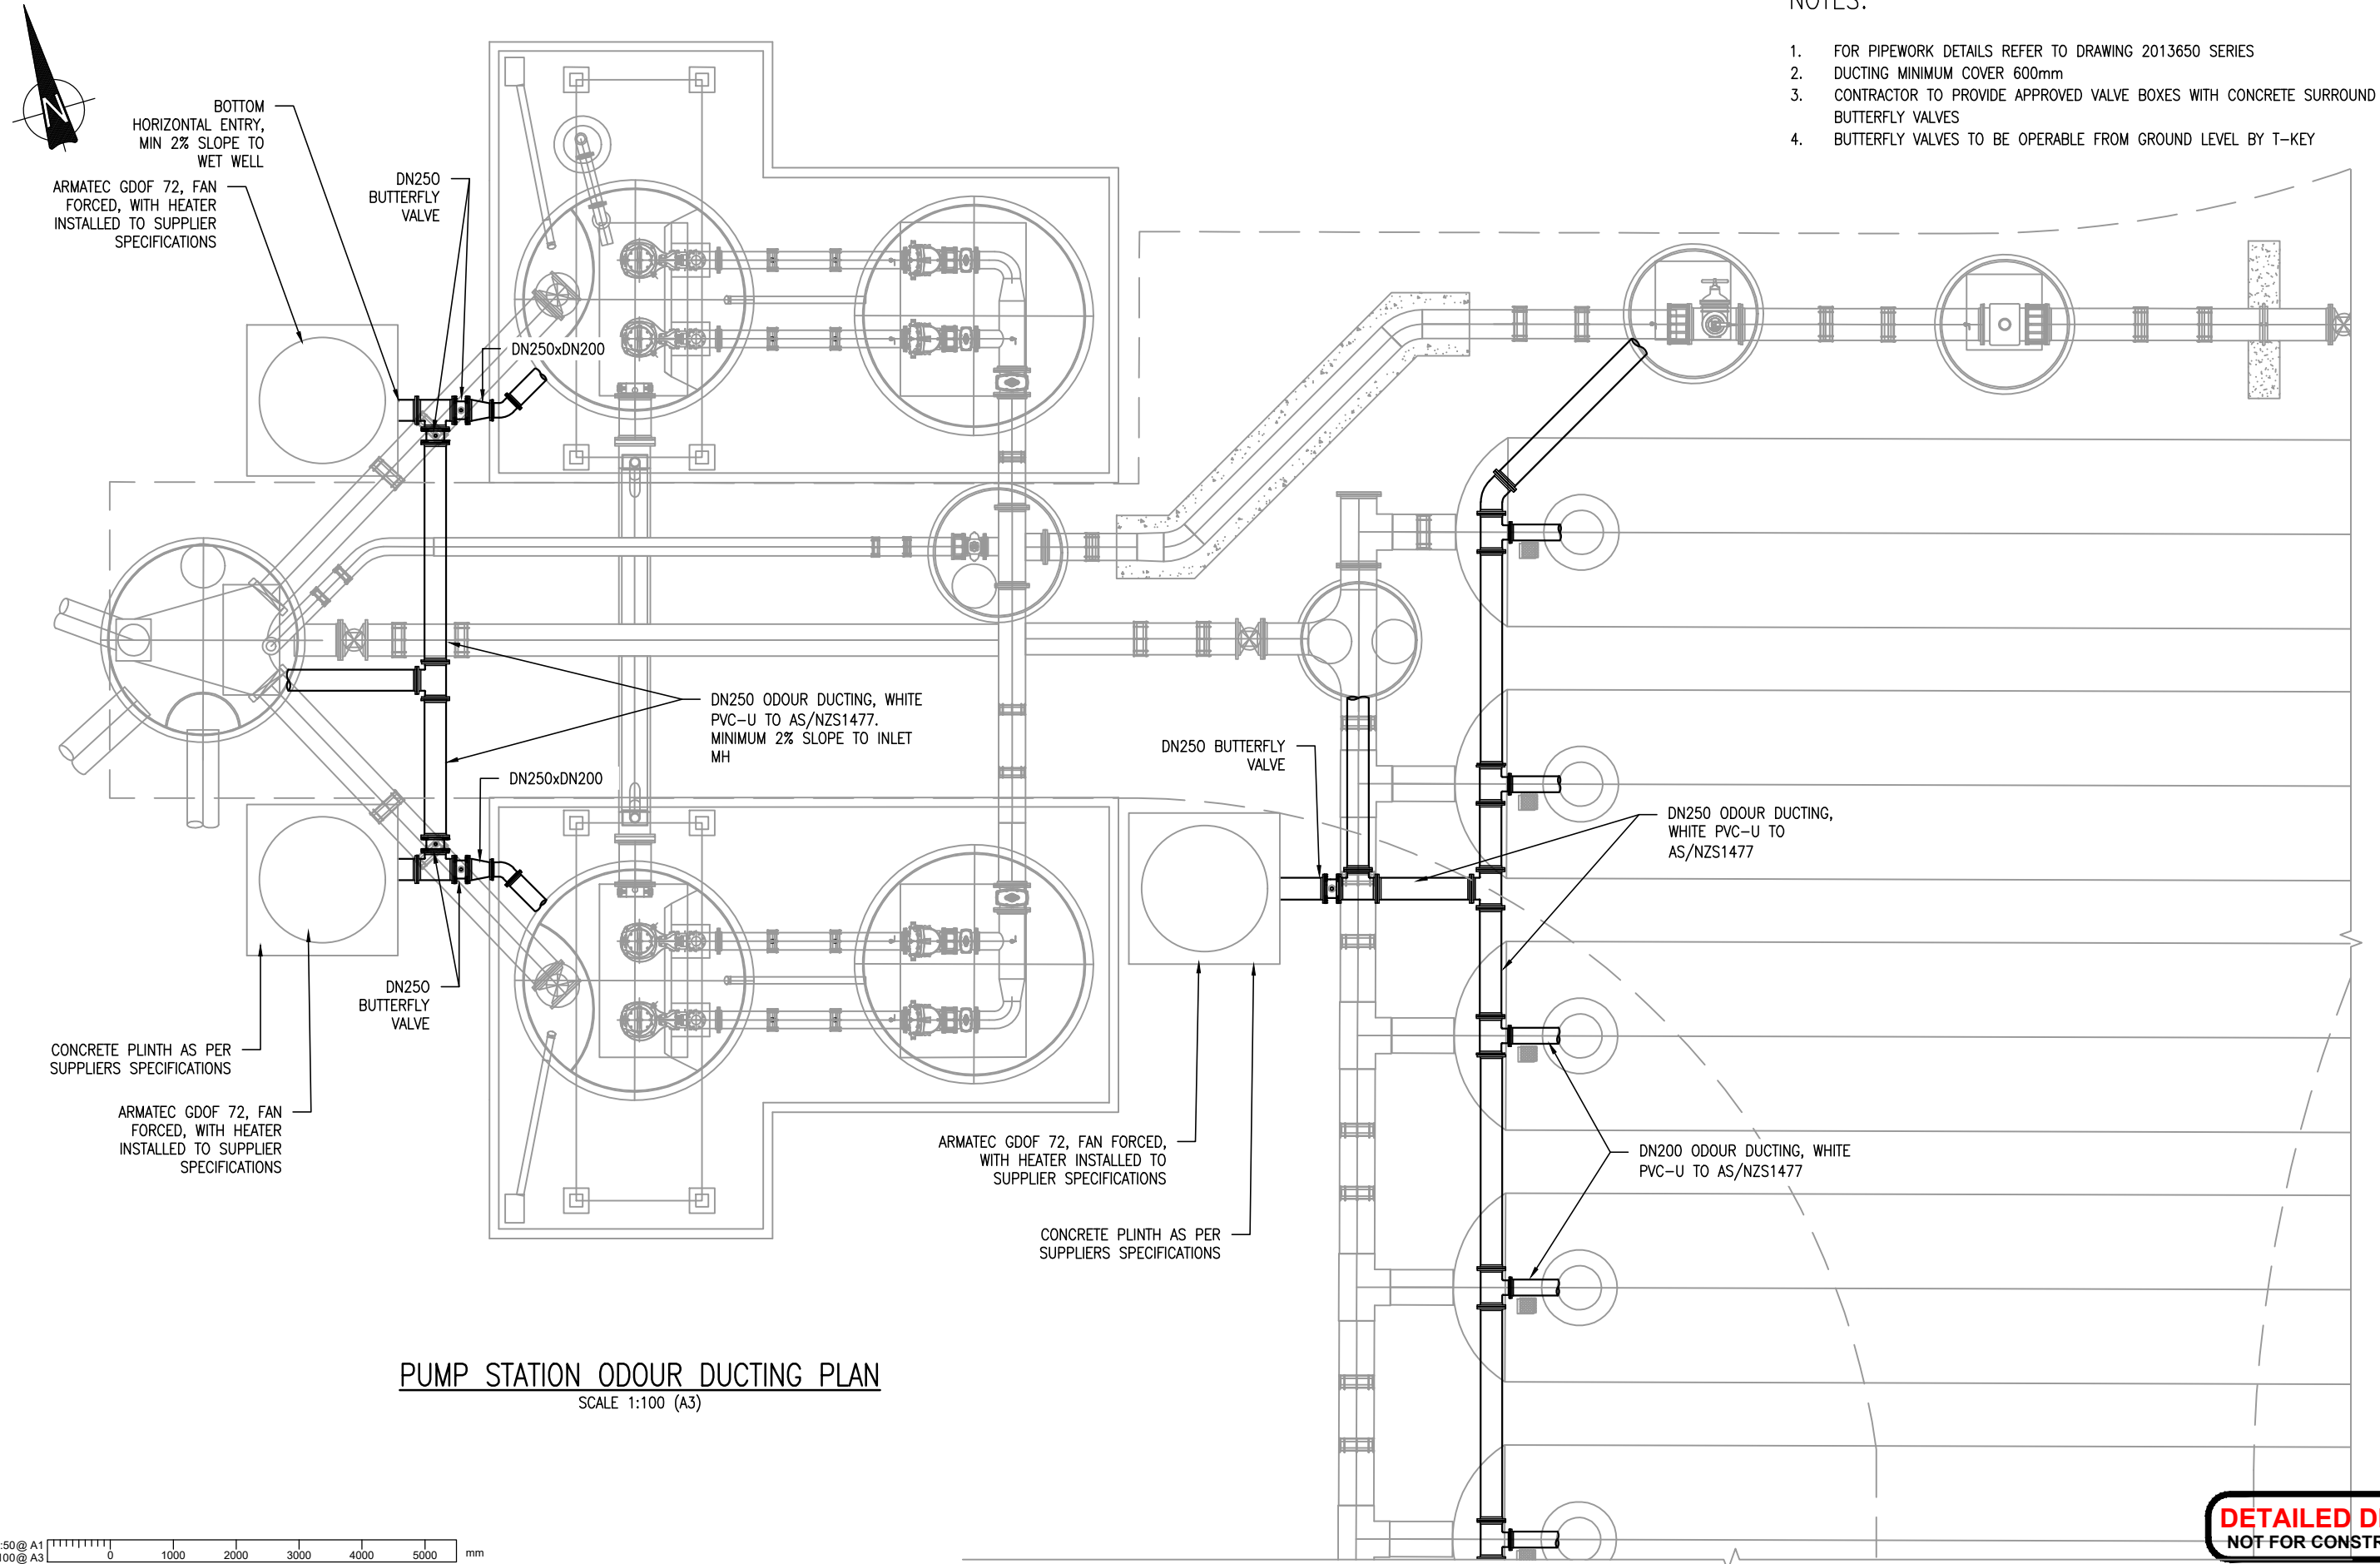 NOTES:
1. FOR PIPEWORK DETAILS REFER TO DRAWING 2013650 SERIES
2. DUCTING MINIMUM COVER 600mm
3. CONTRACTOR TO PROVIDE APPROVED VALVE BOXES WITH CONCRETE SURROUND
BUTTERFLY VALVES
4. BUTTERFLY VALVES TO BE OPERABLE FROM GROUND LEVEL BY T-KEY
N
BOTTOM
HORIZONTAL ENTRY,
MIN 2% SLOPE TO
WET WELL
ARMATEC GDOF 72, FAN
FORCED, WITH HEATER
INSTALLED TO SUPPLIER
SPECIFICATIONS
DN250
BUTTERFLY
VALVE
DN250xDN200
DN250 ODOUR DUCTING, WHITE
PVC-U TO AS/NZS1477.
MINIMUM 2% SLOPE TO INLET
MH
DN250xDN200
DN250 BUTTERFLY
VALVE
DN250 ODOUR DUCTING,
WHITE PVC-U TO
AS/NZS1477
DN250
BUTTERFLY
VALVE
CONCRETE PLINTH AS PER
SUPPLIERS SPECIFICATIONS
ARMATEC GDOF 72, FAN
FORCED, WITH HEATER
INSTALLED TO SUPPLIER
SPECIFICATIONS
ARMATEC GDOF 72, FAN FORCED,
WITH HEATER INSTALLED TO
SUPPLIER SPECIFICATIONS
DN200 ODOUR DUCTING, WHITE
PVC-U TO AS/NZS1477
CONCRETE PLINTH AS PER
SUPPLIERS SPECIFICATIONS
PUMP STATION ODOUR DUCTING PLAN
SCALE 1:100 (A3)
:50@ A1
100@ A3
0 1000 2000 3000 4000 5000 mm
DETAILED
NOT FOR